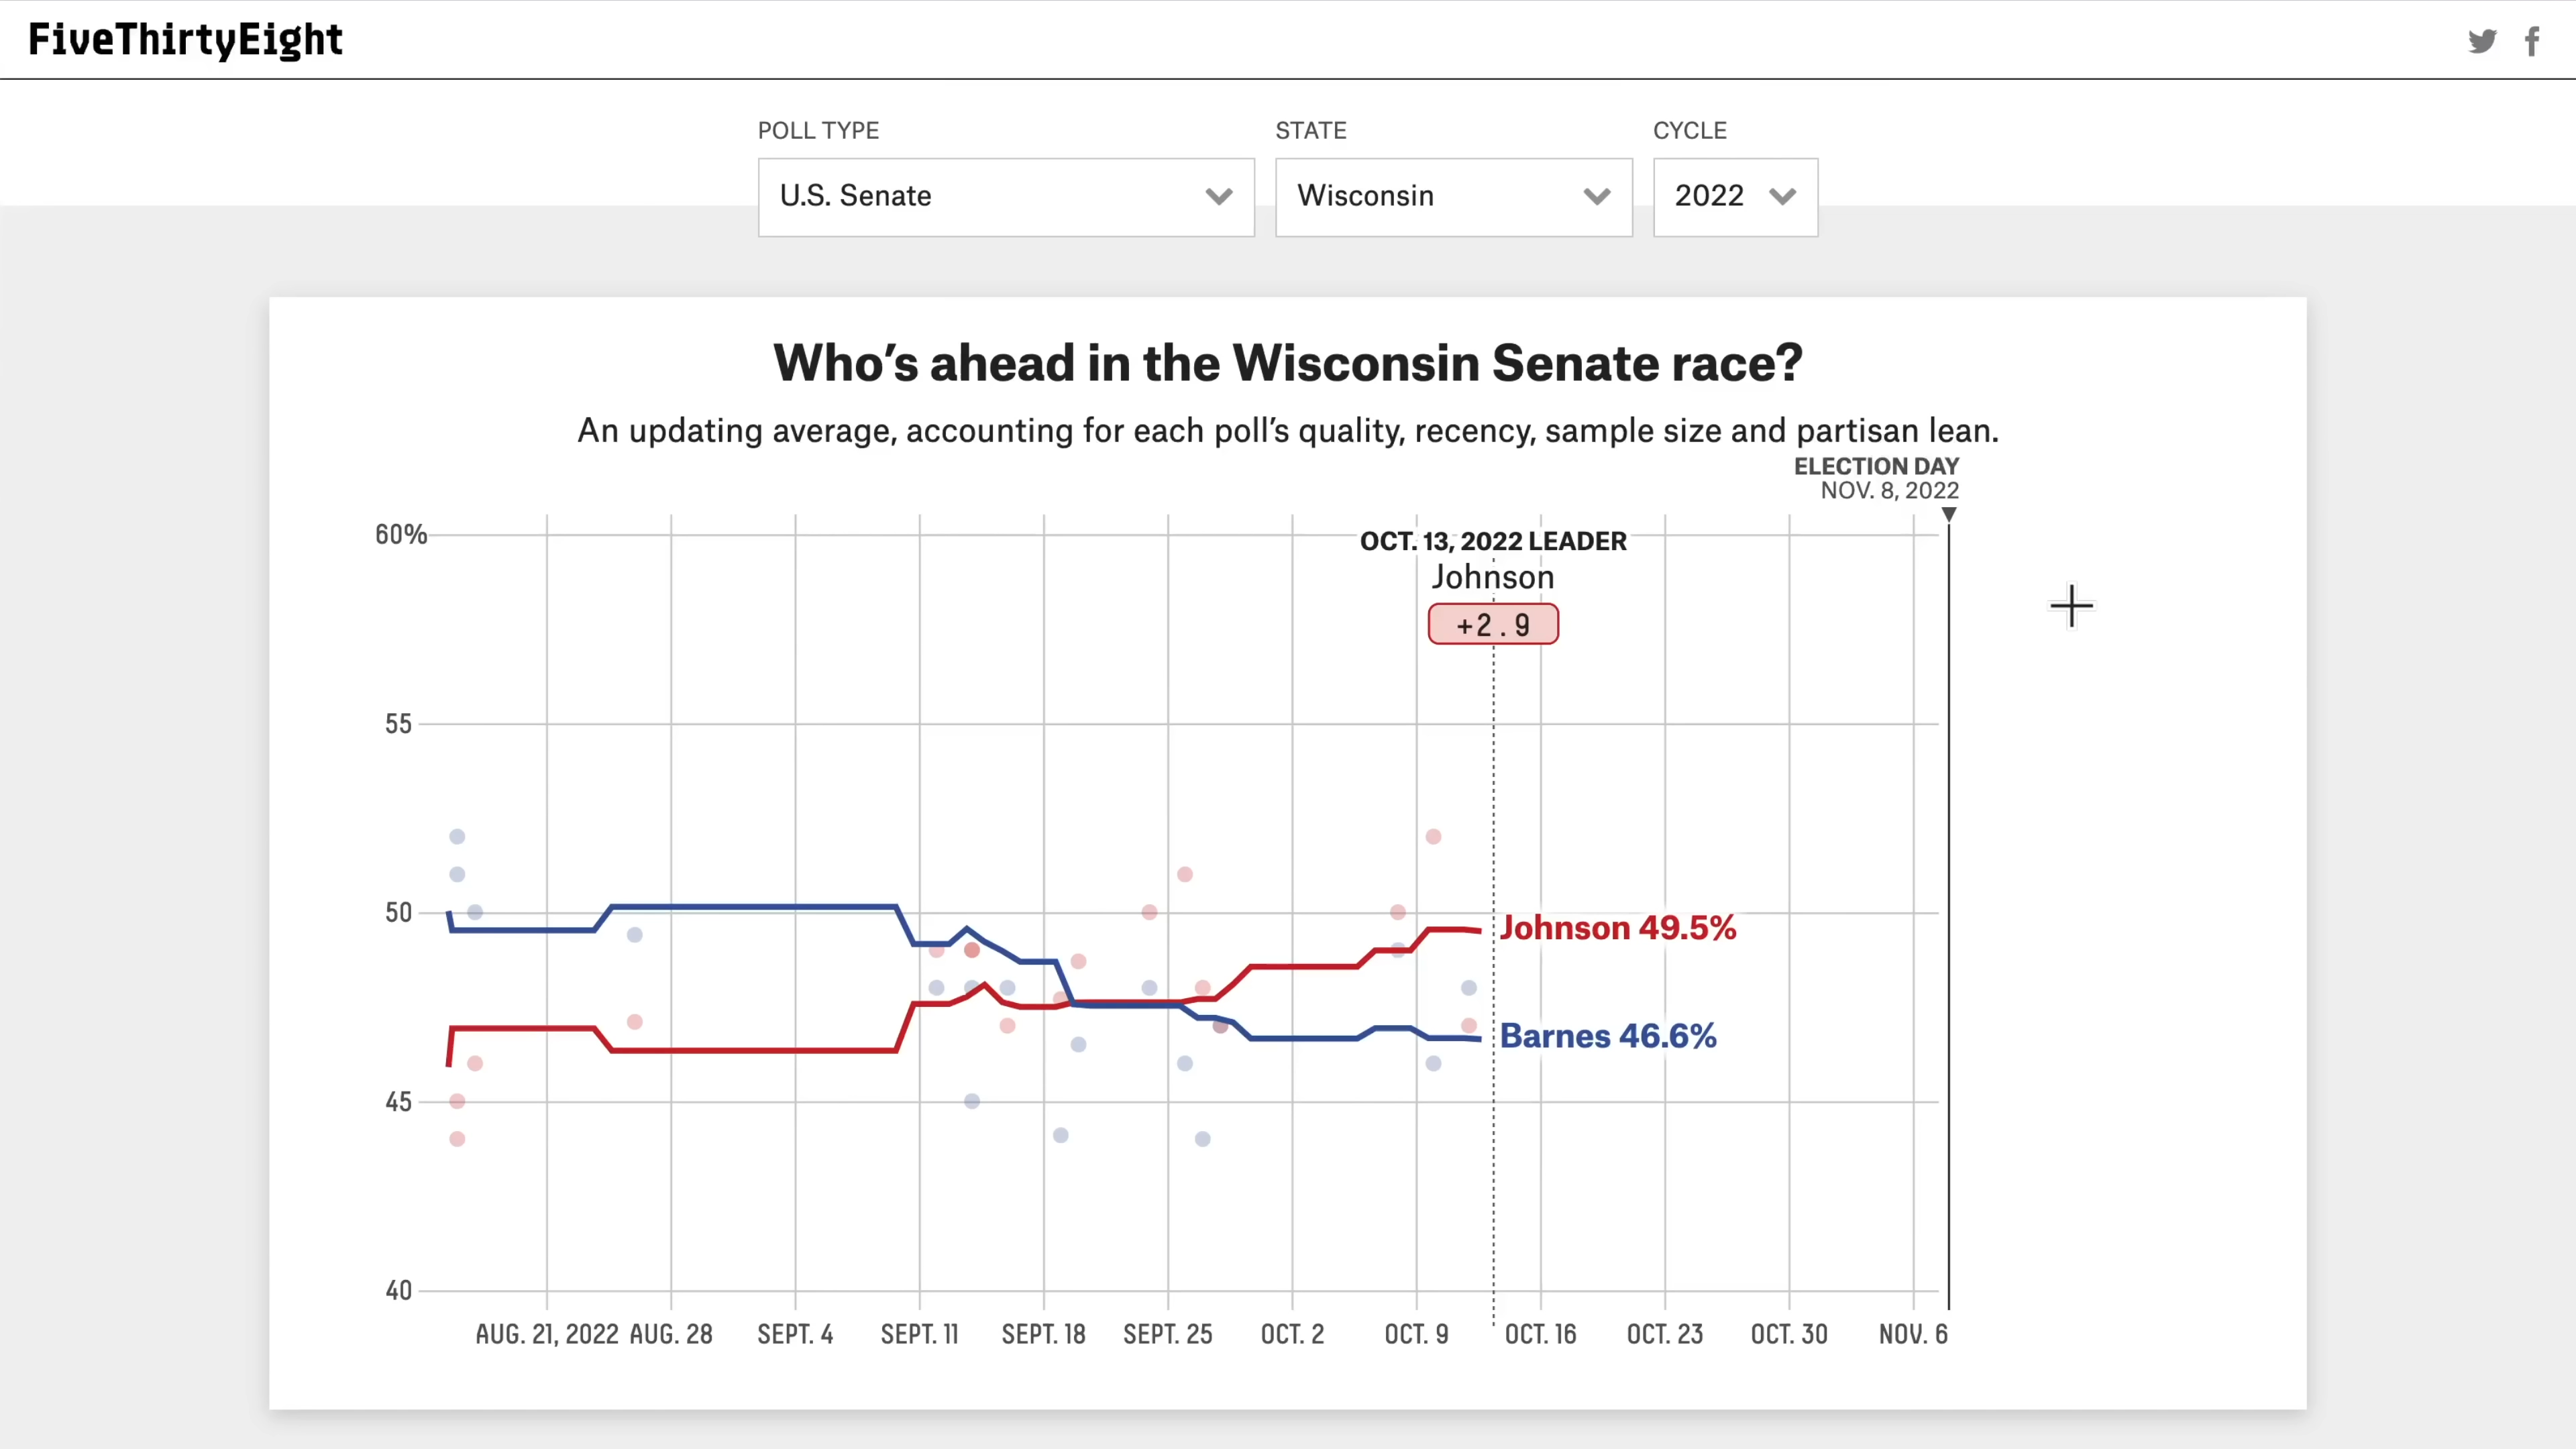 FiveThirtyEight
POLL TYPE
STATE
CYCLE
U.S. Senate
Wisconsin
2022
Who’s ahead in the Wisconsin Senate race?
An updating average, accounting for each poll’s quality, recency, sample size and partisan lean.
ELECTION DAY
NOV. 8, 2022
60%
OCT. 13, 2022 LEADER
Johnson
+2.9
55
50
Johnson 49.5%
Barnes 46.6%
45
40
AUG. 21, 2022 AUG. 28 SEPT. 4 SEPT. 11 SEPT. 18 SEPT. 25 OCT. 2 OCT. 9 OCT. 16 OCT. 23 OCT. 30 NOV. 6